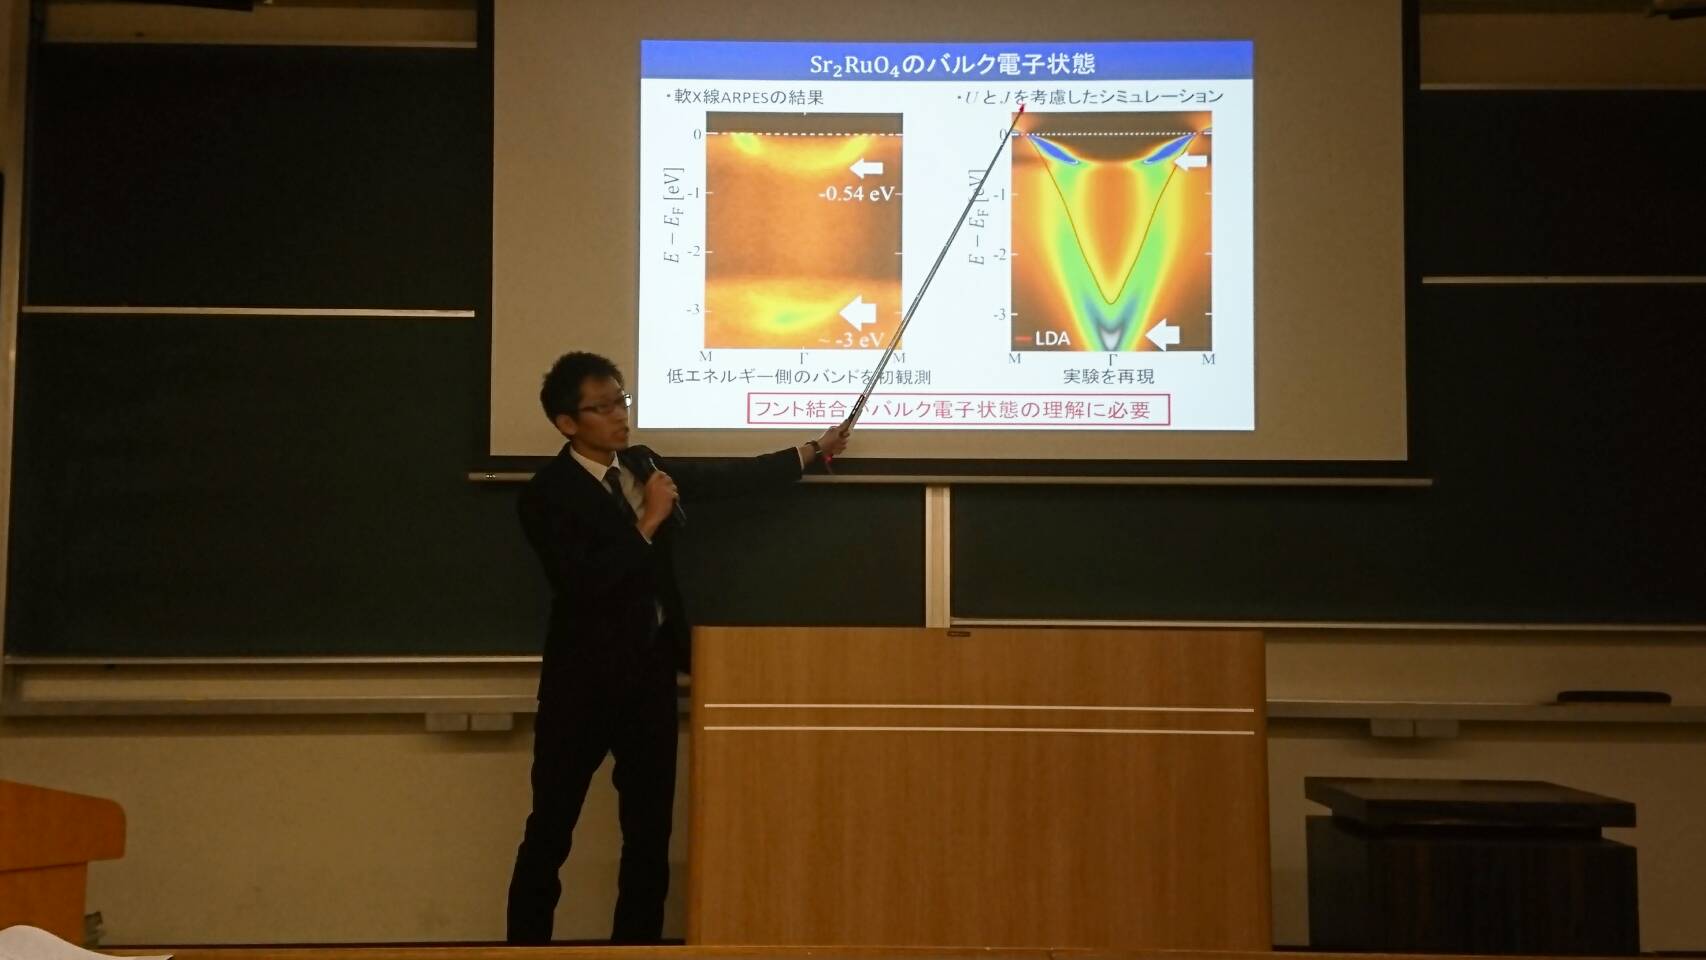 Sr₂RuO₄のバルク電子状態
・軟X線ARPESの結果
0
-1
-2
-3
E − E_F [eV]
-0.54 eV
~ -3 eV
M Γ M
低エネルギー側のバンドを初観測
・UとJを考慮したシミュレーション
0
-1
-2
-3
E − E_F [eV]
LDA
M Γ M
実験を再現
フント結合がバルク電子状態の理解に必要